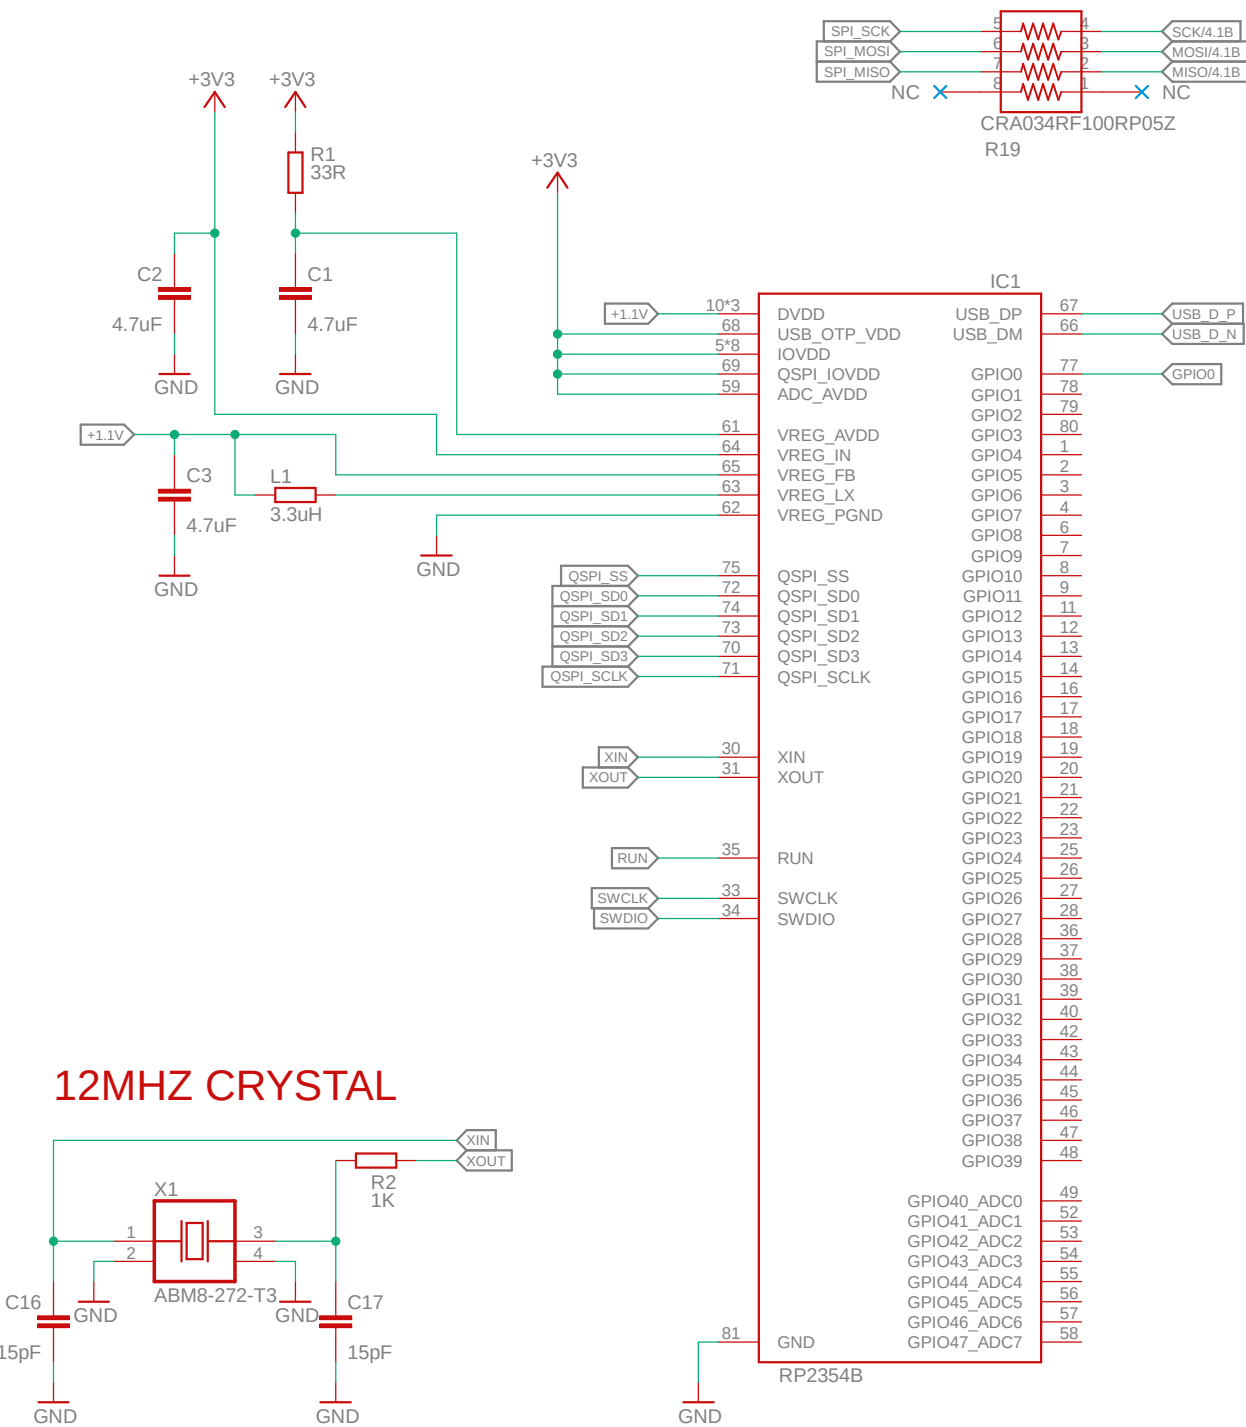 SPI_SCK 5 4 SCK/4.1B
SPI_MOSI 6 3 MOSI/4.1B
SPI_MISO 7 2 MISO/4.1B
NC 8 1 NC
CRA034RF100RP05Z
R19
+3V3 +3V3
R1
33R
+3V3
C2 C1
4.7uF 4.7uF
GND GND
IC1
+1.1V 10*3 DVDD USB_DP 67 USB_D_P
68 USB_OTP_VDD USB_DM 66 USB_D_N
5*8 IOVDD
69 QSPI_IOVDD GPIO0 77 GPIO0
59 ADC_AVDD GPIO1 78
GPIO2 79
61 VREG_AVDD GPIO3 80
64 VREG_IN GPIO4 1
65 VREG_FB GPIO5 2
63 VREG_LX GPIO6 3
62 VREG_PGND GPIO7 4
GPIO8 6
GPIO9 7
+1.1V
C3 L1
4.7uF 3.3uH
GND GND
QSPI_SS 75 QSPI_SS GPIO10 8
QSPI_SD0 72 QSPI_SD0 GPIO11 9
QSPI_SD1 74 QSPI_SD1 GPIO12 11
QSPI_SD2 73 QSPI_SD2 GPIO13 12
QSPI_SD3 70 QSPI_SD3 GPIO14 13
QSPI_SCLK 71 QSPI_SCLK GPIO15 14
GPIO16 16
GPIO17 17
GPIO18 18
XIN 30 XIN GPIO19 19
XOUT 31 XOUT GPIO20 20
GPIO21 21
GPIO22 22
GPIO23 23
RUN 35 RUN GPIO24 25
GPIO25 26
SWCLK 33 SWCLK GPIO26 27
SWDIO 34 SWDIO GPIO27 28
GPIO28 36
GPIO29 37
GPIO30 38
GPIO31 39
GPIO32 40
GPIO33 42
GPIO34 43
GPIO35 44
GPIO36 45
GPIO37 46
GPIO38 47
GPIO39 48
GPIO40_ADC0 49
GPIO41_ADC1 52
GPIO42_ADC2 53
GPIO43_ADC3 54
GPIO44_ADC4 55
GPIO45_ADC5 56
GPIO46_ADC6 57
81 GND GPIO47_ADC7 58
RP2354B
GND
12MHZ CRYSTAL
XIN
XOUT
R2
1K
X1
1 3
2 4
ABM8-272-T3
C16 GND GND C17
15pF 15pF
GND GND